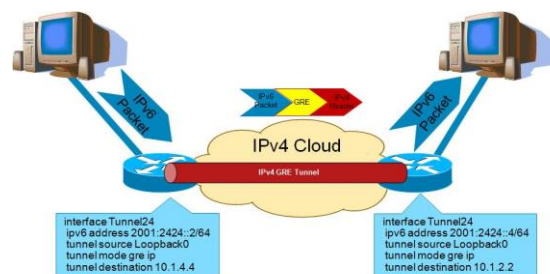 IPv6
Packet
IPv6
Packet
GRE
IPv4
Header
IPv6
Packet
IPv4 Cloud
IPv4 GRE Tunnel
interface Tunnel24
ipv6 address 2001:2424::2/64
tunnel source Loopback0
tunnel mode gre ip
tunnel destination 10.1.4.4
interface Tunnel24
ipv6 address 2001:2424::4/64
tunnel source Loopback0
tunnel mode gre ip
tunnel destination 10.1.2.2